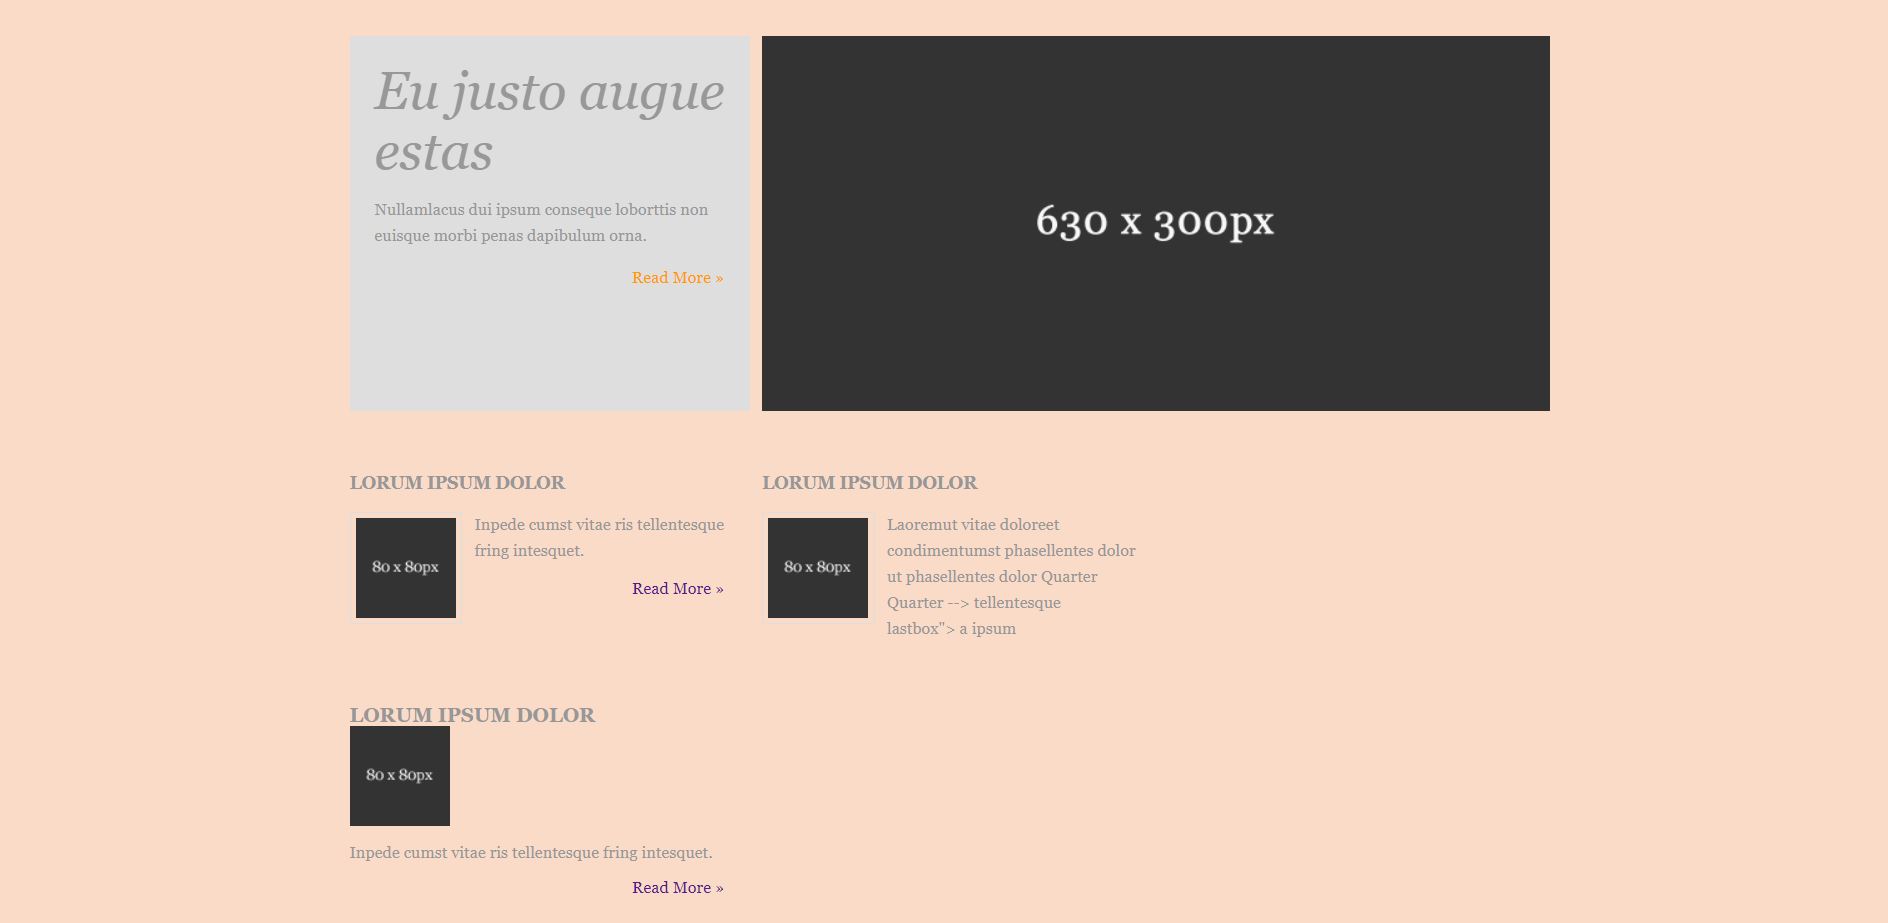 Eu justo augue
estas
Nullamlacus dui ipsum conseque loborttis non
euisque morbi penas dapibulum orna.
Read More »
630 x 300px
LORUM IPSUM DOLOR
80 x 80px
Inpede cumst vitae ris tellentesque
fring intesquet.
Read More »
LORUM IPSUM DOLOR
80 x 80px
Laoremut vitae doloreet
condimentumst phasellentes dolor
ut phasellentes dolor Quarter
Quarter --> tellentesque
lastbox"> a ipsum
LORUM IPSUM DOLOR
80 x 80px
Inpede cumst vitae ris tellentesque fring intesquet.
Read More »